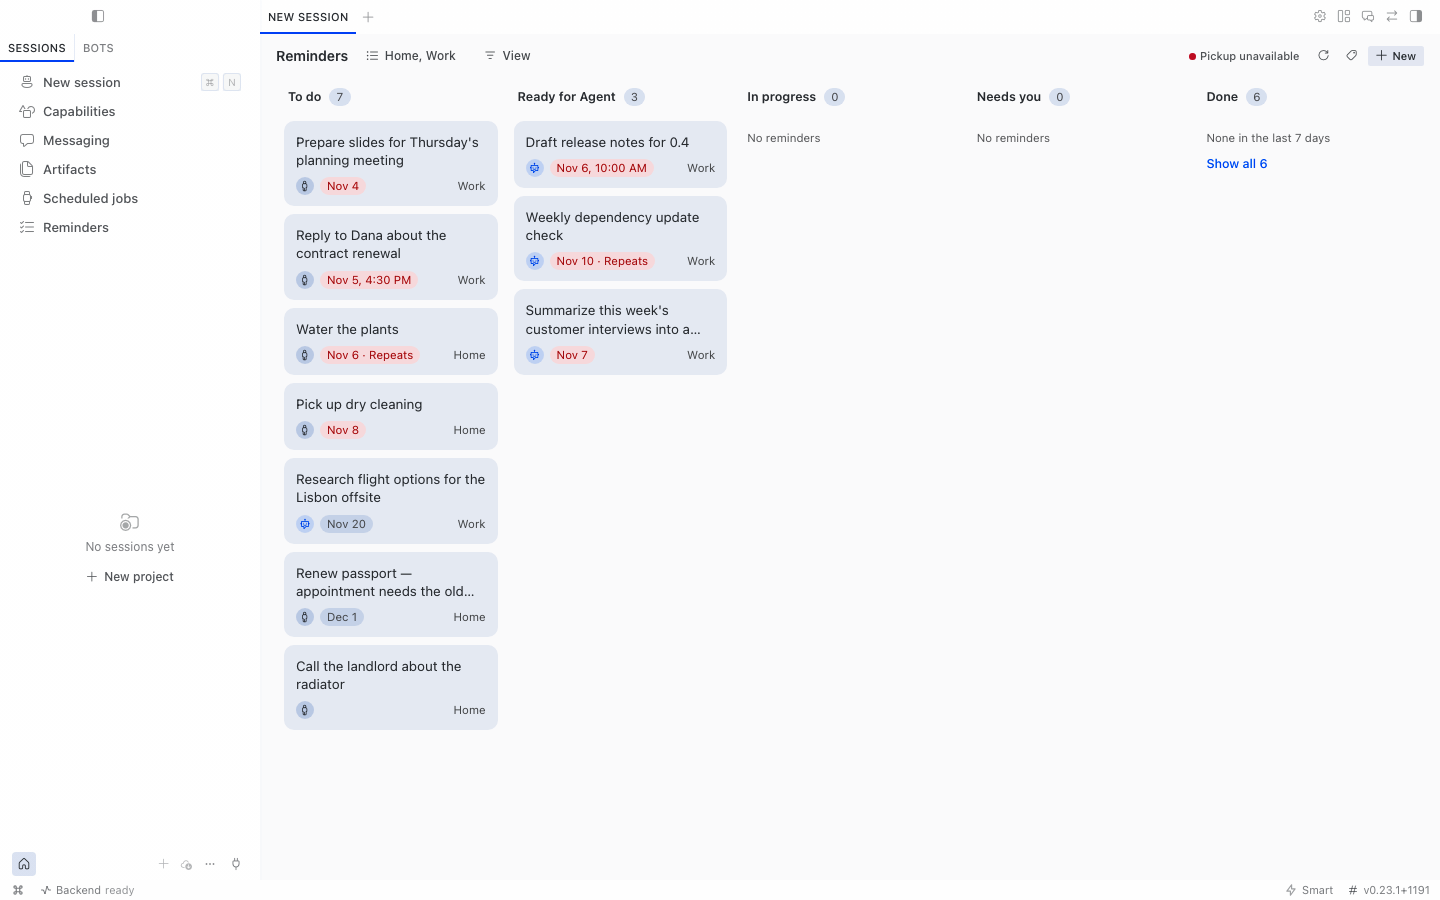 NEW SESSION
SESSIONS
BOTS
New session
⌘ N
Capabilities
Messaging
Artifacts
Scheduled jobs
Reminders
No sessions yet
New project
Reminders
Home, Work
View
Pickup unavailable
New
To do 7
Prepare slides for Thursday's
planning meeting
Nov 4
Work
Reply to Dana about the
contract renewal
Nov 5, 4:30 PM
Work
Water the plants
Nov 6 · Repeats
Home
Pick up dry cleaning
Nov 8
Home
Research flight options for the
Lisbon offsite
Nov 20
Work
Renew passport —
appointment needs the old...
Dec 1
Home
Call the landlord about the
radiator
Home
Ready for Agent 3
Draft release notes for 0.4
Nov 6, 10:00 AM
Work
Weekly dependency update
check
Nov 10 · Repeats
Work
Summarize this week's
customer interviews into a...
Nov 7
Work
In progress 0
No reminders
Needs you 0
No reminders
Done 6
None in the last 7 days
Show all 6
Backend ready
Smart
v0.23.1+1191